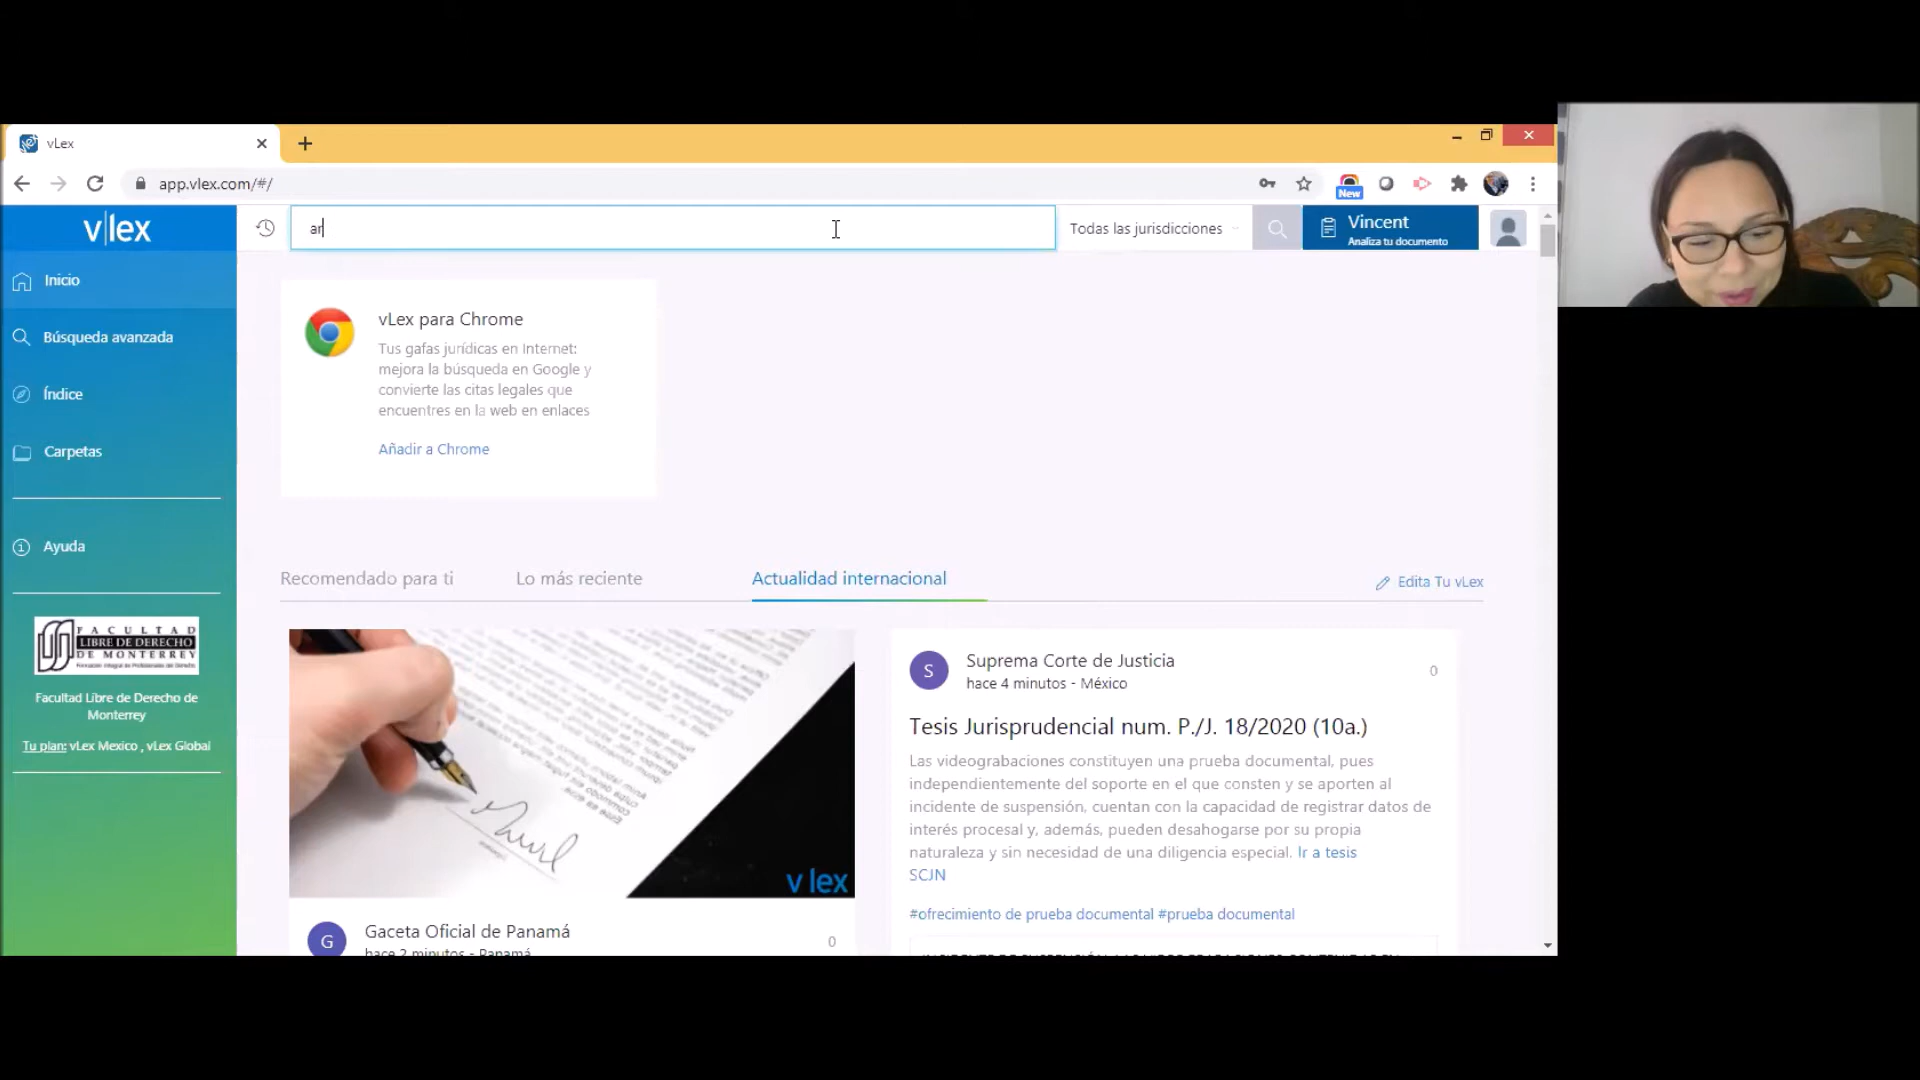 vLex
app.vlex.com/#/
New
v|lex
ar
Todas las jurisdicciones
Vincent
Analiza tu documento
Inicio
Búsqueda avanzada
Índice
Carpetas
Ayuda
FACULTAD
LIBRE DE DERECHO
DE MONTERREY
Facultad Libre de Derecho de
Monterrey
Tu plan: vLex Mexico , vLex Global
vLex para Chrome
Tus gafas jurídicas en Internet:
mejora la búsqueda en Google y
convierte las citas legales que
encuentres en la web en enlaces
Añadir a Chrome
Recomendado para ti
Lo más reciente
Actualidad internacional
Edita Tu vLex
v|lex
G
Gaceta Oficial de Panamá
0
hace 2 minutos - Panamá
S
Suprema Corte de Justicia
0
hace 4 minutos - México
Tesis Jurisprudencial num. P./J. 18/2020 (10a.)
Las videograbaciones constituyen una prueba documental, pues
independientemente del soporte en el que consten y se aporten al
incidente de suspensión, cuentan con la capacidad de registrar datos de
interés procesal y, además, pueden desahogarse por su propia
naturaleza y sin necesidad de una diligencia especial. Ir a tesis
SCJN
#ofrecimiento de prueba documental #prueba documental